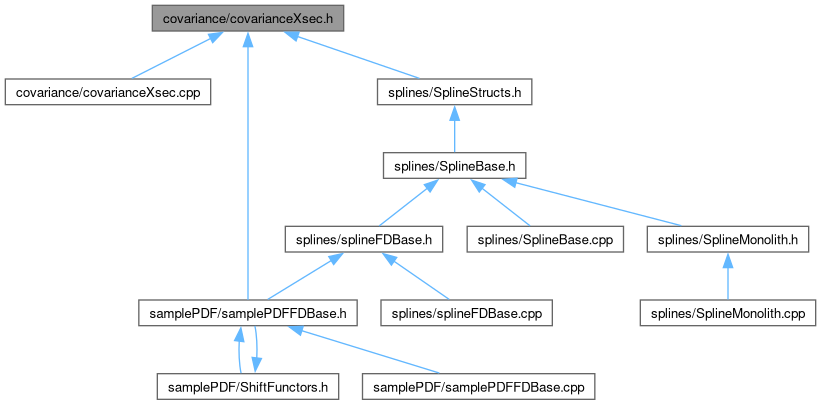 covariance/covarianceXsec.h
covariance/covarianceXsec.cpp
splines/SplineStructs.h
splines/SplineBase.h
splines/splineFDBase.h
splines/SplineBase.cpp
splines/SplineMonolith.h
samplePDF/samplePDFFDBase.h
splines/splineFDBase.cpp
splines/SplineMonolith.cpp
samplePDF/ShiftFunctors.h
samplePDF/samplePDFFDBase.cpp